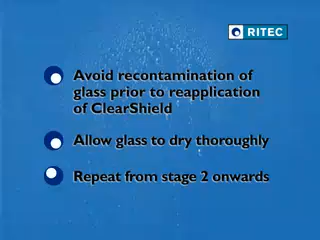 RITEC
Avoid recontamination of
glass prior to reapplication
of ClearShield
Allow glass to dry thoroughly
Repeat from stage 2 onwards